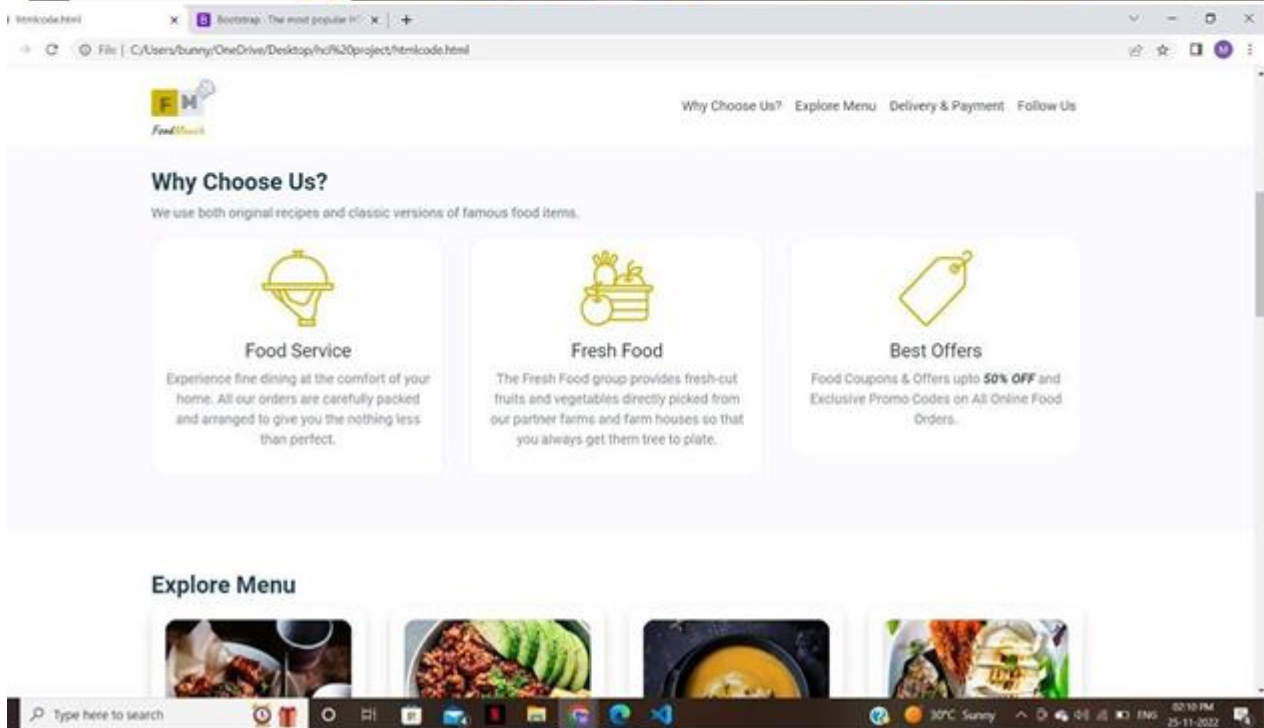 htmlcode.html
Bootstrap · The most popular
File | C:/Users/bunny/OneDrive/Desktop/hci%20project/htmlcode.html
M
F M
Food Munch
Why Choose Us? Explore Menu Delivery & Payment Follow Us
Why Choose Us?
We use both original recipes and classic versions of famous food items.
Food Service
Experience fine dining at the comfort of your
home. All our orders are carefully packed
and arranged to give you the nothing less
than perfect.
Fresh Food
The Fresh Food group provides fresh-cut
fruits and vegetables directly picked from
our partner farms and farm houses so that
you always get them tree to plate.
Best Offers
Food Coupons & Offers upto 50% OFF and
Exclusive Promo Codes on All Online Food
Orders.
Explore Menu
Type here to search
30°C Sunny
ENG
02:10 PM
25-11-2022